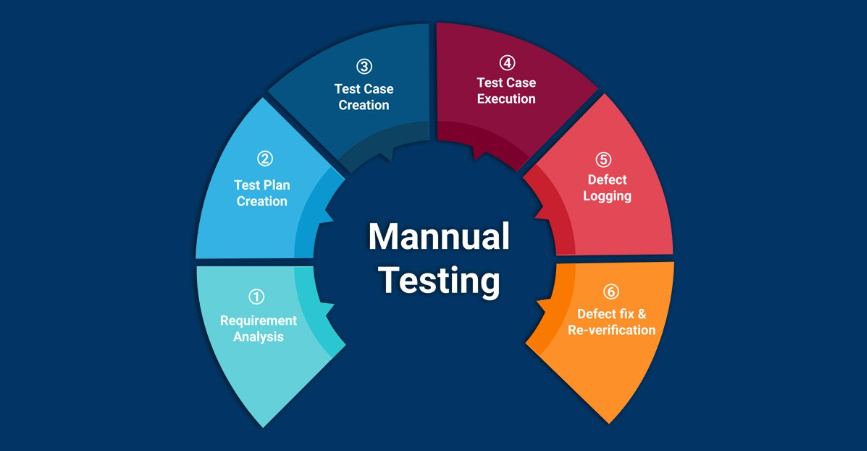 ①
Requirement
Analysis
②
Test Plan
Creation
③
Test Case
Creation
④
Test Case
Execution
⑤
Defect
Logging
⑥
Defect fix &
Re-verification
Mannual
Testing